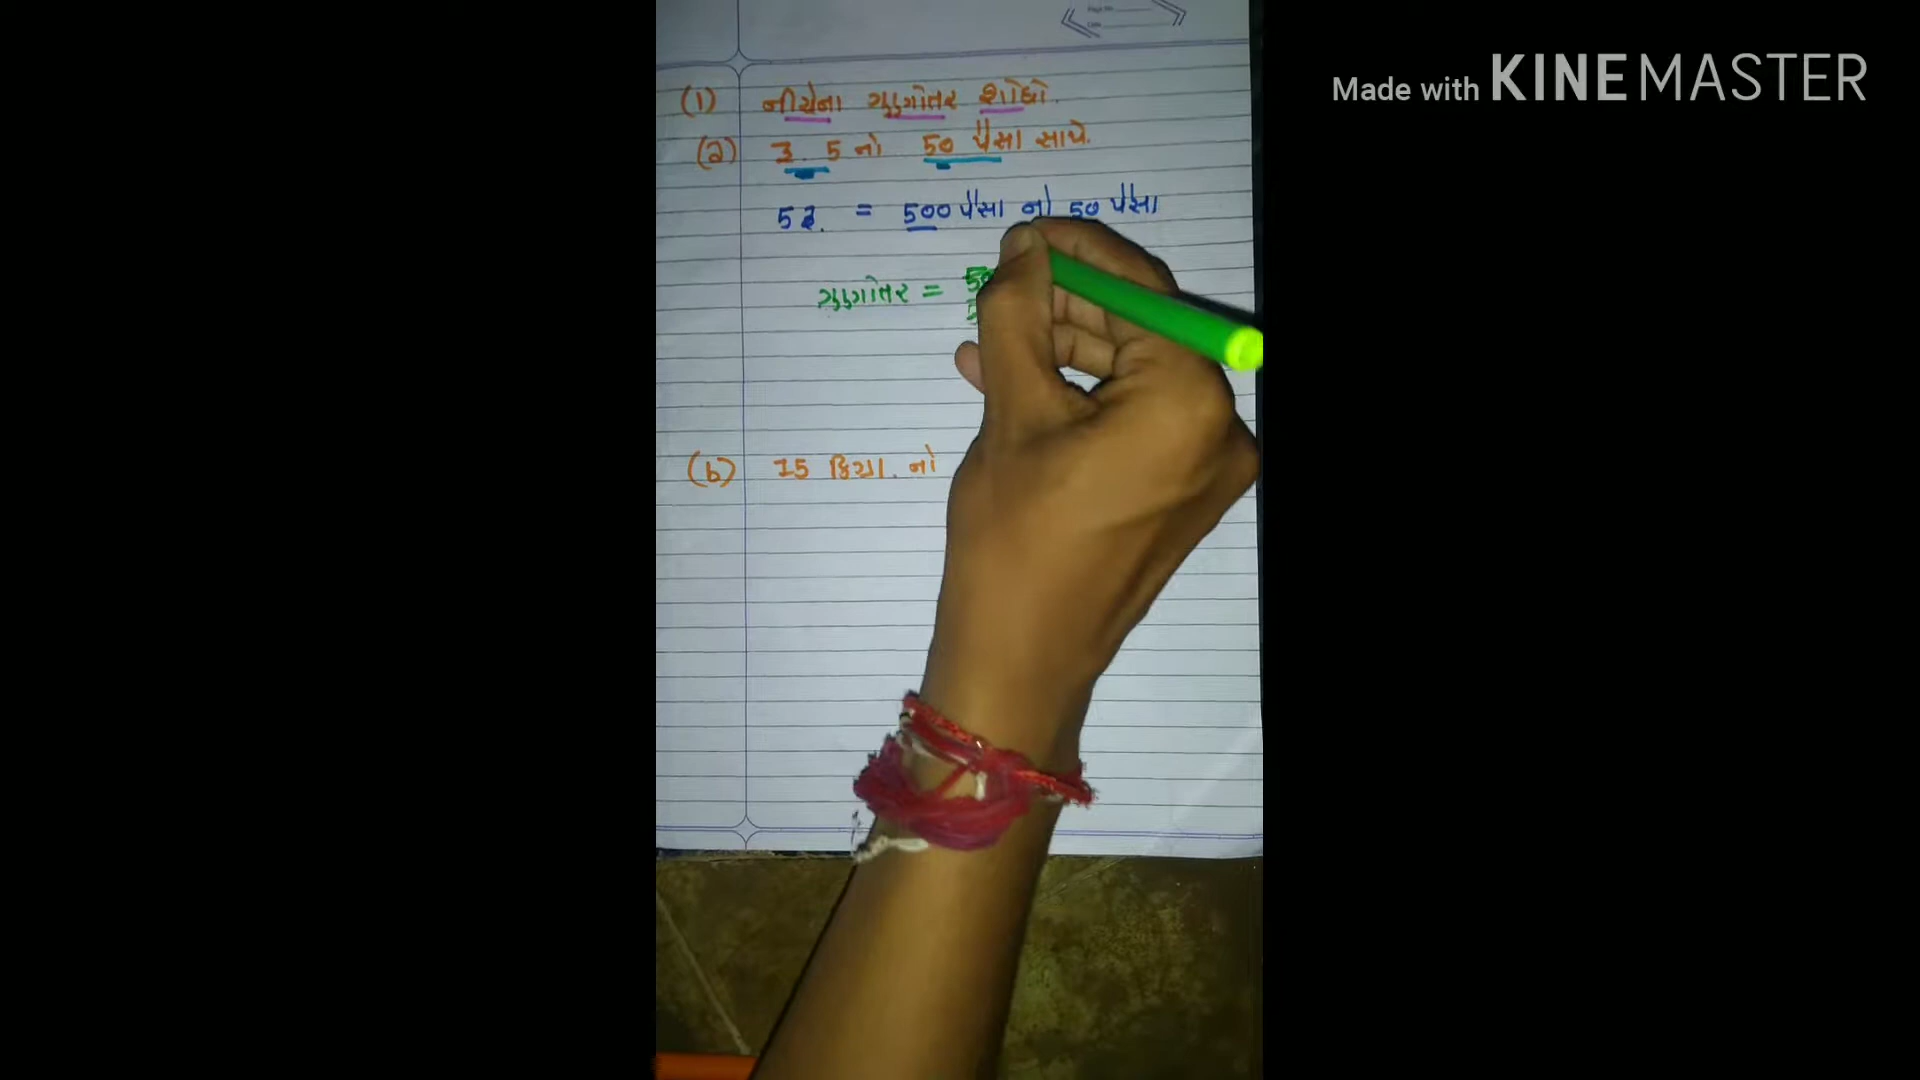 Made with KINEMASTER
(1) નીચેના ગુણોત્તર શોધો.
(a) રૂ. 5 નો 50 પૈસા સાથે.
5 રૂ. = 500 પૈસા નો 50 પૈસા
ગુણોતર =
(b) 15 કિગ્રા. નો